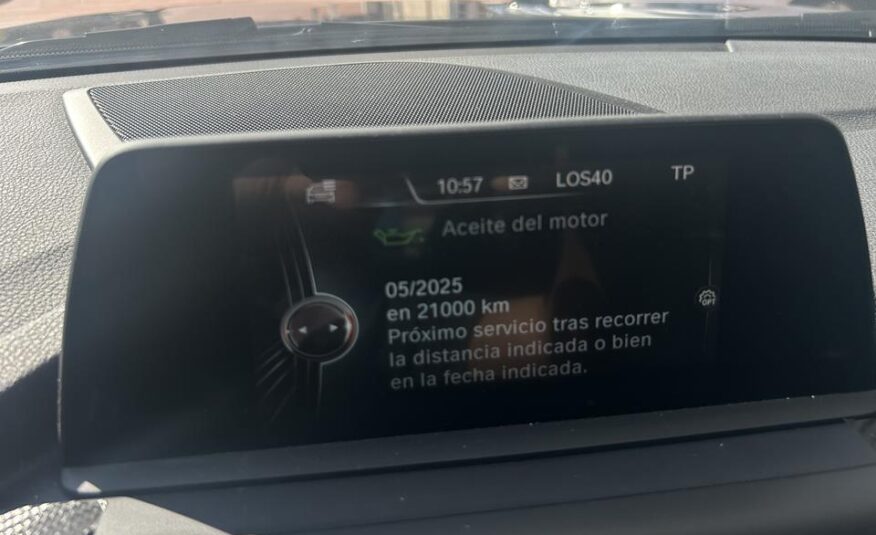 10:57 LOS40 TP
Aceite del motor
05/2025
en 21000 km
Próximo servicio tras recorrer
la distancia indicada o bien
en la fecha indicada.
OPT